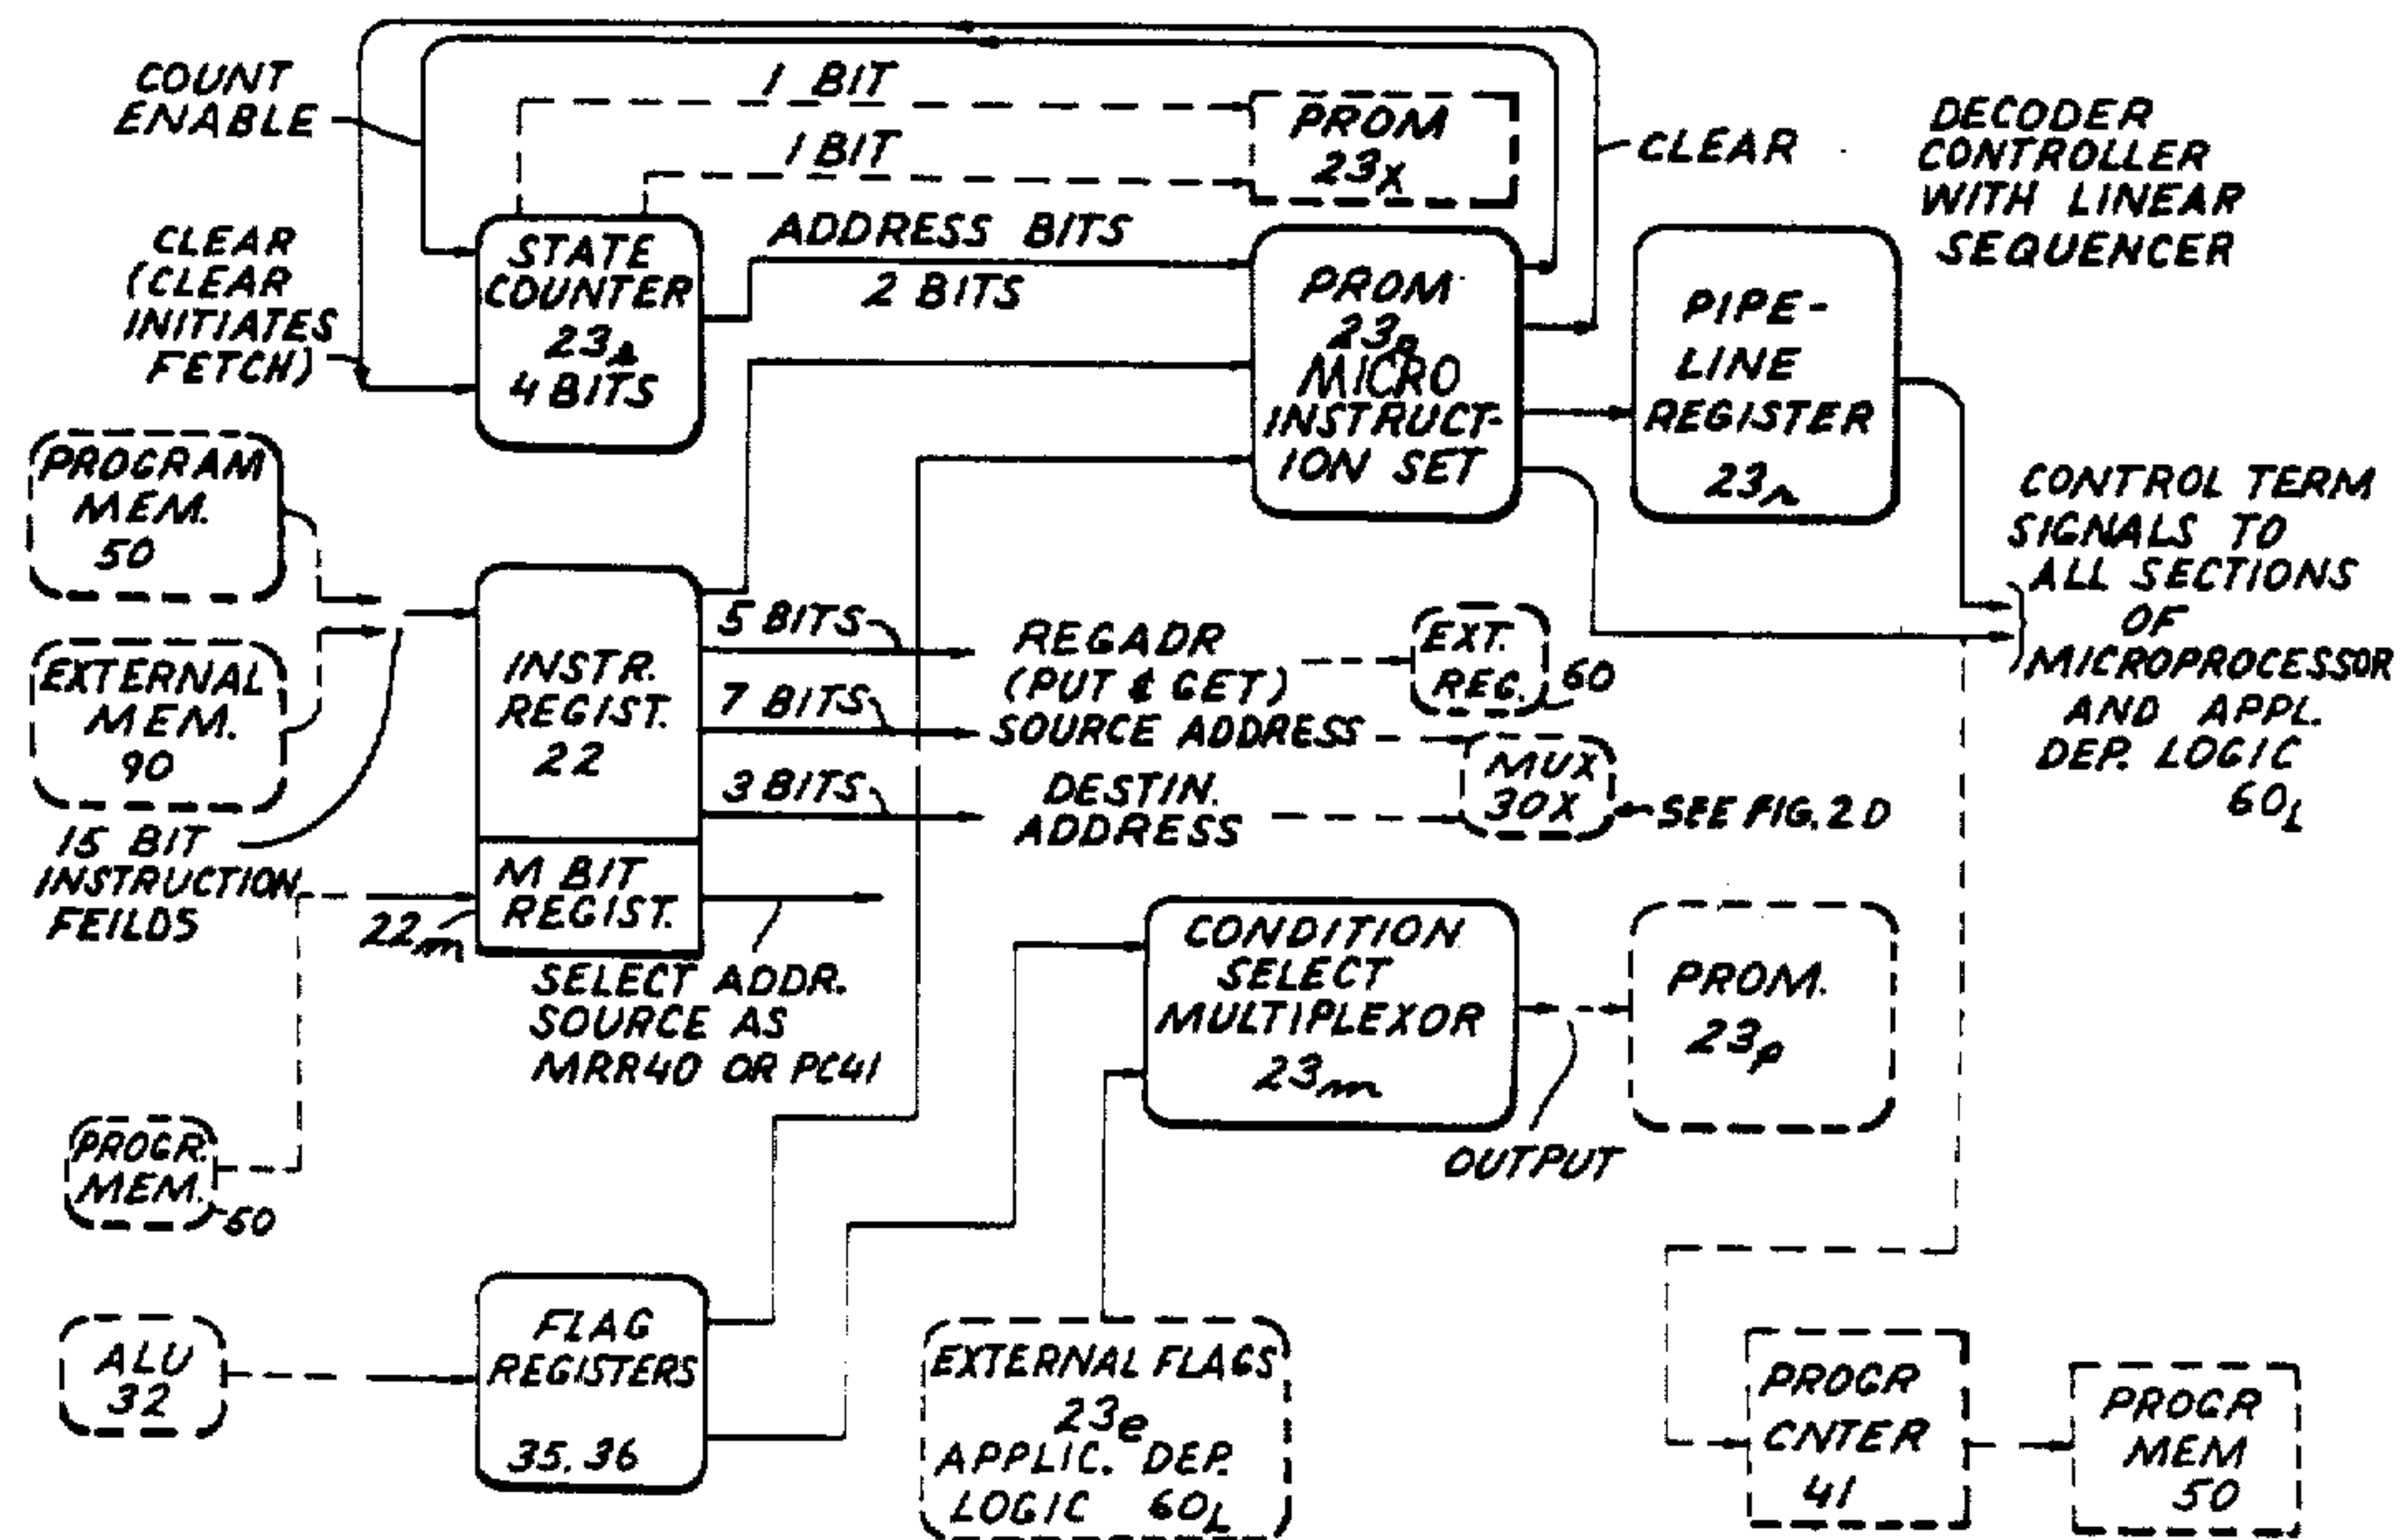 COUNT
ENABLE
1 BIT
1 BIT
PROM
23x
CLEAR
DECODER
CONTROLLER
WITH LINEAR
SEQUENCER
CLEAR
(CLEAR
INITIATES
FETCH)
STATE
COUNTER
23s
4 BITS
ADDRESS BITS
2 BITS
PROM
23p
MICRO
INSTRUCT-
ION SET
PIPE-
LINE
REGISTER
23r
CONTROL TERM
SIGNALS TO
ALL SECTIONS
OF
MICROPROCESSOR
AND APPL.
DEP. LOGIC
60L
PROGRAM
MEM.
50
EXTERNAL
MEM.
90
15 BIT
INSTRUCTION
FEILDS
INSTR.
REGIST.
22
M BIT
REGIST.
22m
5 BITS
REGADR
(PUT & GET)
EXT.
REG.
60
7 BITS
SOURCE ADDRESS
3 BITS
DESTIN.
ADDRESS
MUX
30X
SEE FIG. 2D
SELECT ADDR.
SOURCE AS
MRR40 OR PC41
CONDITION
SELECT
MULTIPLEXOR
23m
OUTPUT
PROM.
23p
PROGR.
MEM.
50
ALU
32
FLAG
REGISTERS
35.36
EXTERNAL FLAGS
23e
APPLIC. DEP.
LOGIC 60L
PROGR
CNTER
41
PROGR
MEM
50